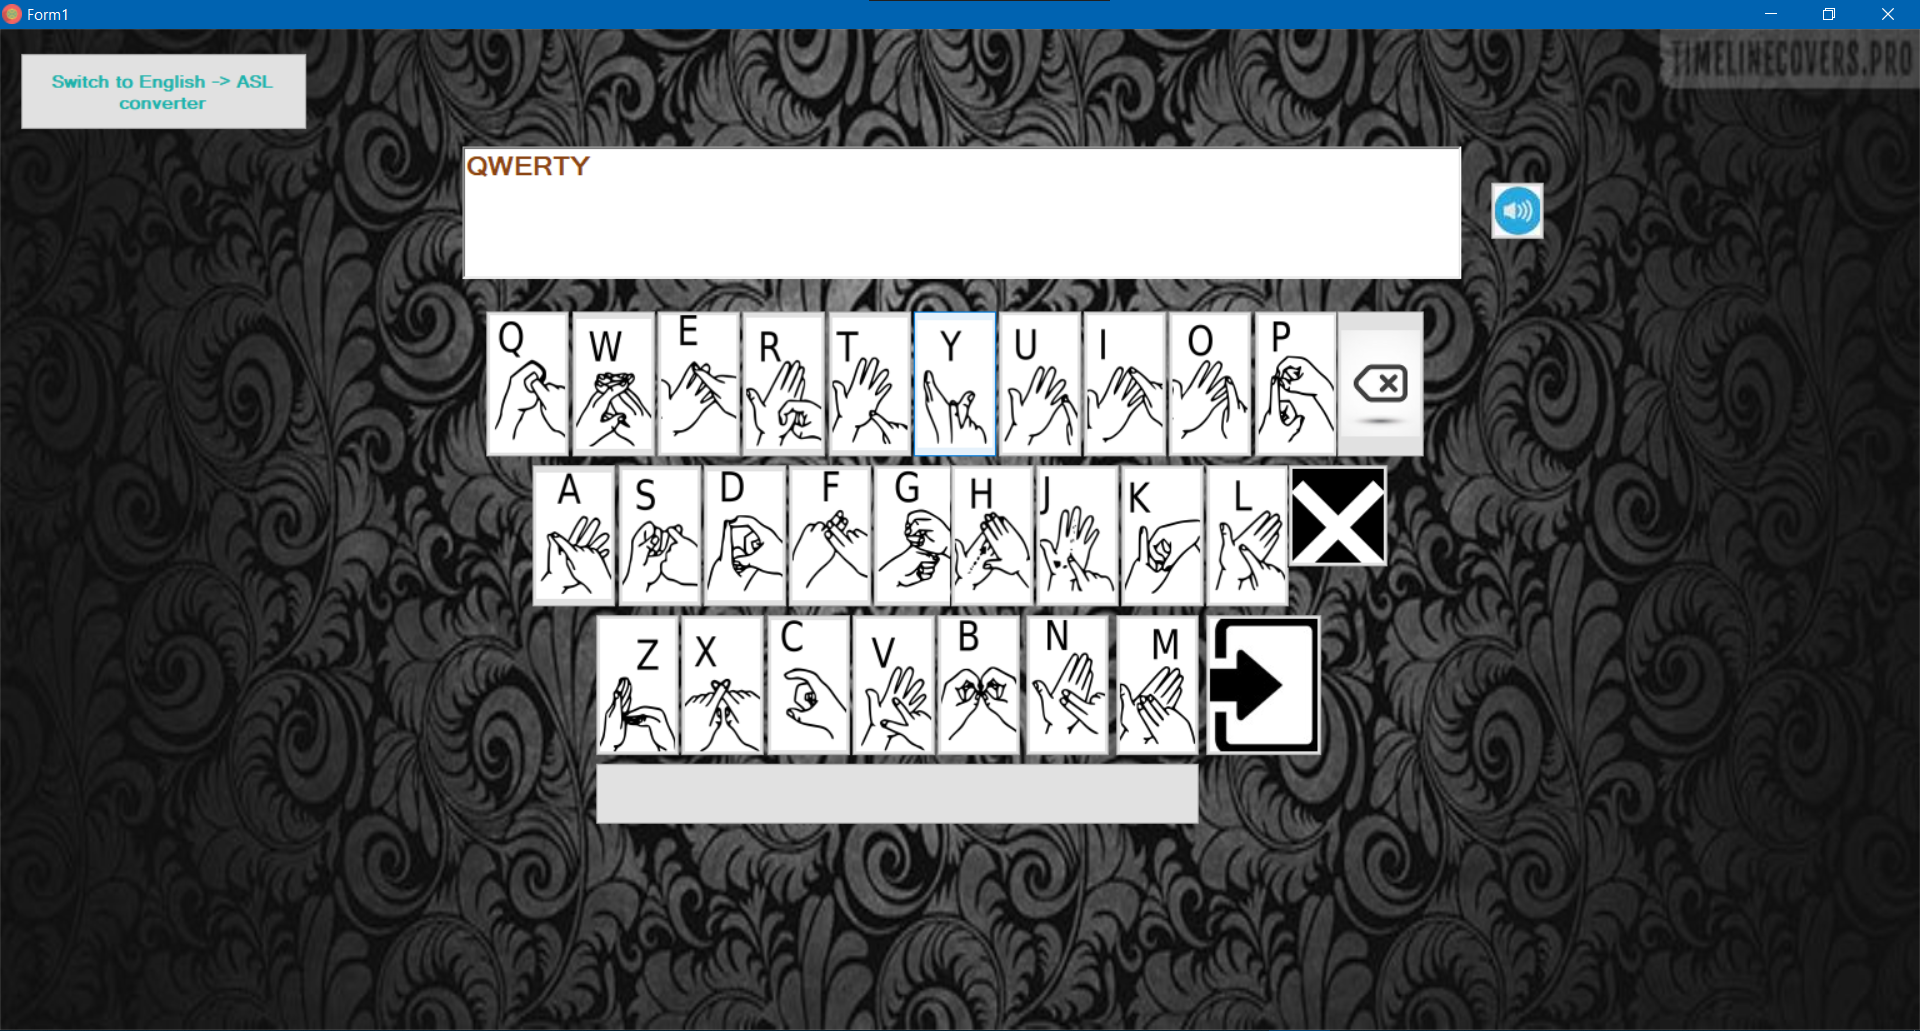 Form1
TIMELINECOVERS.PRO
Switch to English -> ASL
converter
QWERTY
Q W E R T Y U I O P
A S D F G H J K L
Z X C V B N M